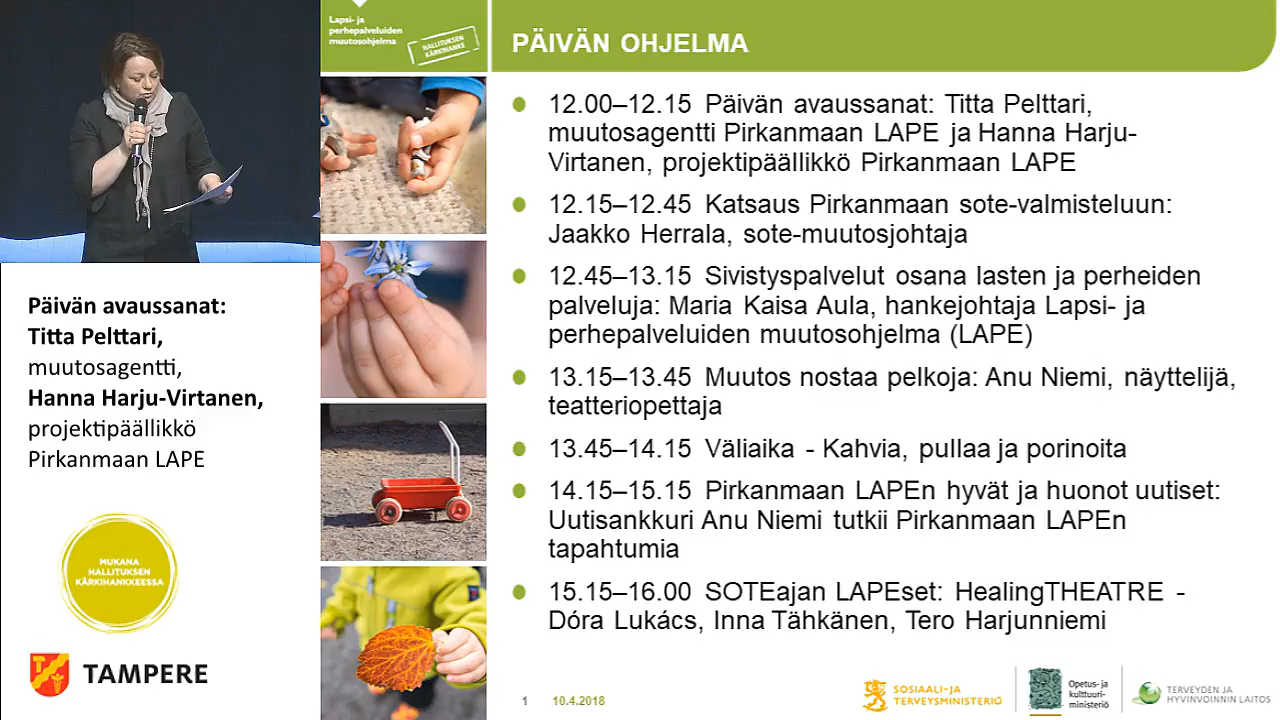 Lapsi- ja
perhepalveluiden
muutosohjelma
HALLITUKSEN
KÄRKIHANKE
PÄIVÄN OHJELMA
12.00–12.15 Päivän avaussanat: Titta Pelttari,
muutosagentti Pirkanmaan LAPE ja Hanna Harju-
Virtanen, projektipäällikkö Pirkanmaan LAPE
12.15–12.45 Katsaus Pirkanmaan sote-valmisteluun:
Jaakko Herrala, sote-muutosjohtaja
12.45–13.15 Sivistyspalvelut osana lasten ja perheiden
palveluja: Maria Kaisa Aula, hankejohtaja Lapsi- ja
perhepalveluiden muutosohjelma (LAPE)
13.15–13.45 Muutos nostaa pelkoja: Anu Niemi, näyttelijä,
teatteriopettaja
13.45–14.15 Väliaika - Kahvia, pullaa ja porinoita
14.15–15.15 Pirkanmaan LAPEn hyvät ja huonot uutiset:
Uutisankkuri Anu Niemi tutkii Pirkanmaan LAPEn
tapahtumia
15.15–16.00 SOTEajan LAPEset: HealingTHEATRE -
Dóra Lukács, Inna Tähkänen, Tero Harjunniemi
Päivän avaussanat:
Titta Pelttari,
muutosagentti,
Hanna Harju-Virtanen,
projektipäällikkö
Pirkanmaan LAPE
MUKANA
HALLITUKSEN
KÄRKIHANKKEESSA
TAMPERE
1 10.4.2018
SOSIAALI- JA
TERVEYSMINISTERIÖ
Opetus- ja
kulttuuri-
ministeriö
TERVEYDEN JA
HYVINVOINNIN LAITOS